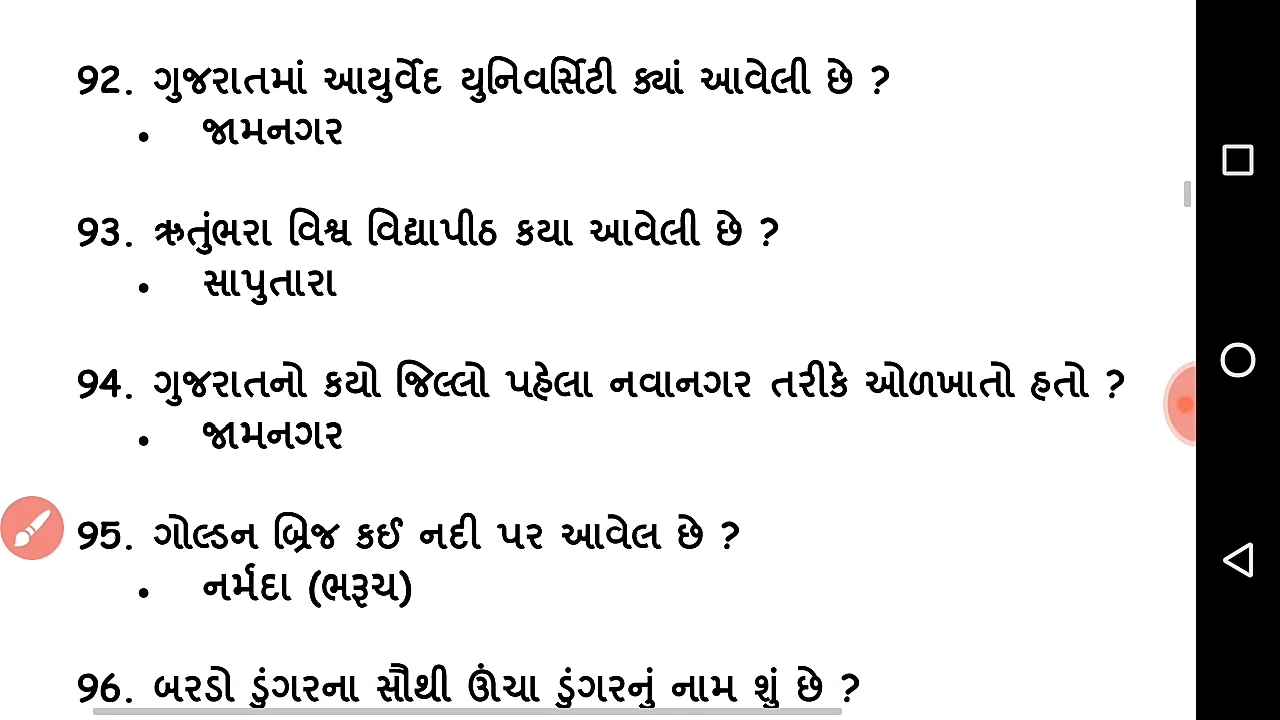 92. ગુજરાતમાં આયુર્વેદ યુનિવર્સિટી ક્યાં આવેલી છે ?
• જામનગર
93. ઋતુંભરા વિશ્વ વિદ્યાપીઠ કયા આવેલી છે ?
• સાપુતારા
94. ગુજરાતનો કયો જિલ્લો પહેલા નવાનગર તરીકે ઓળખાતો હતો ?
• જામનગર
95. ગોલ્ડન બ્રિજ કઈ નદી પર આવેલ છે ?
• નર્મદા (ભરૂચ)
96. બરડો ડુંગરના સૌથી ઊંચા ડુંગરનું નામ શું છે ?